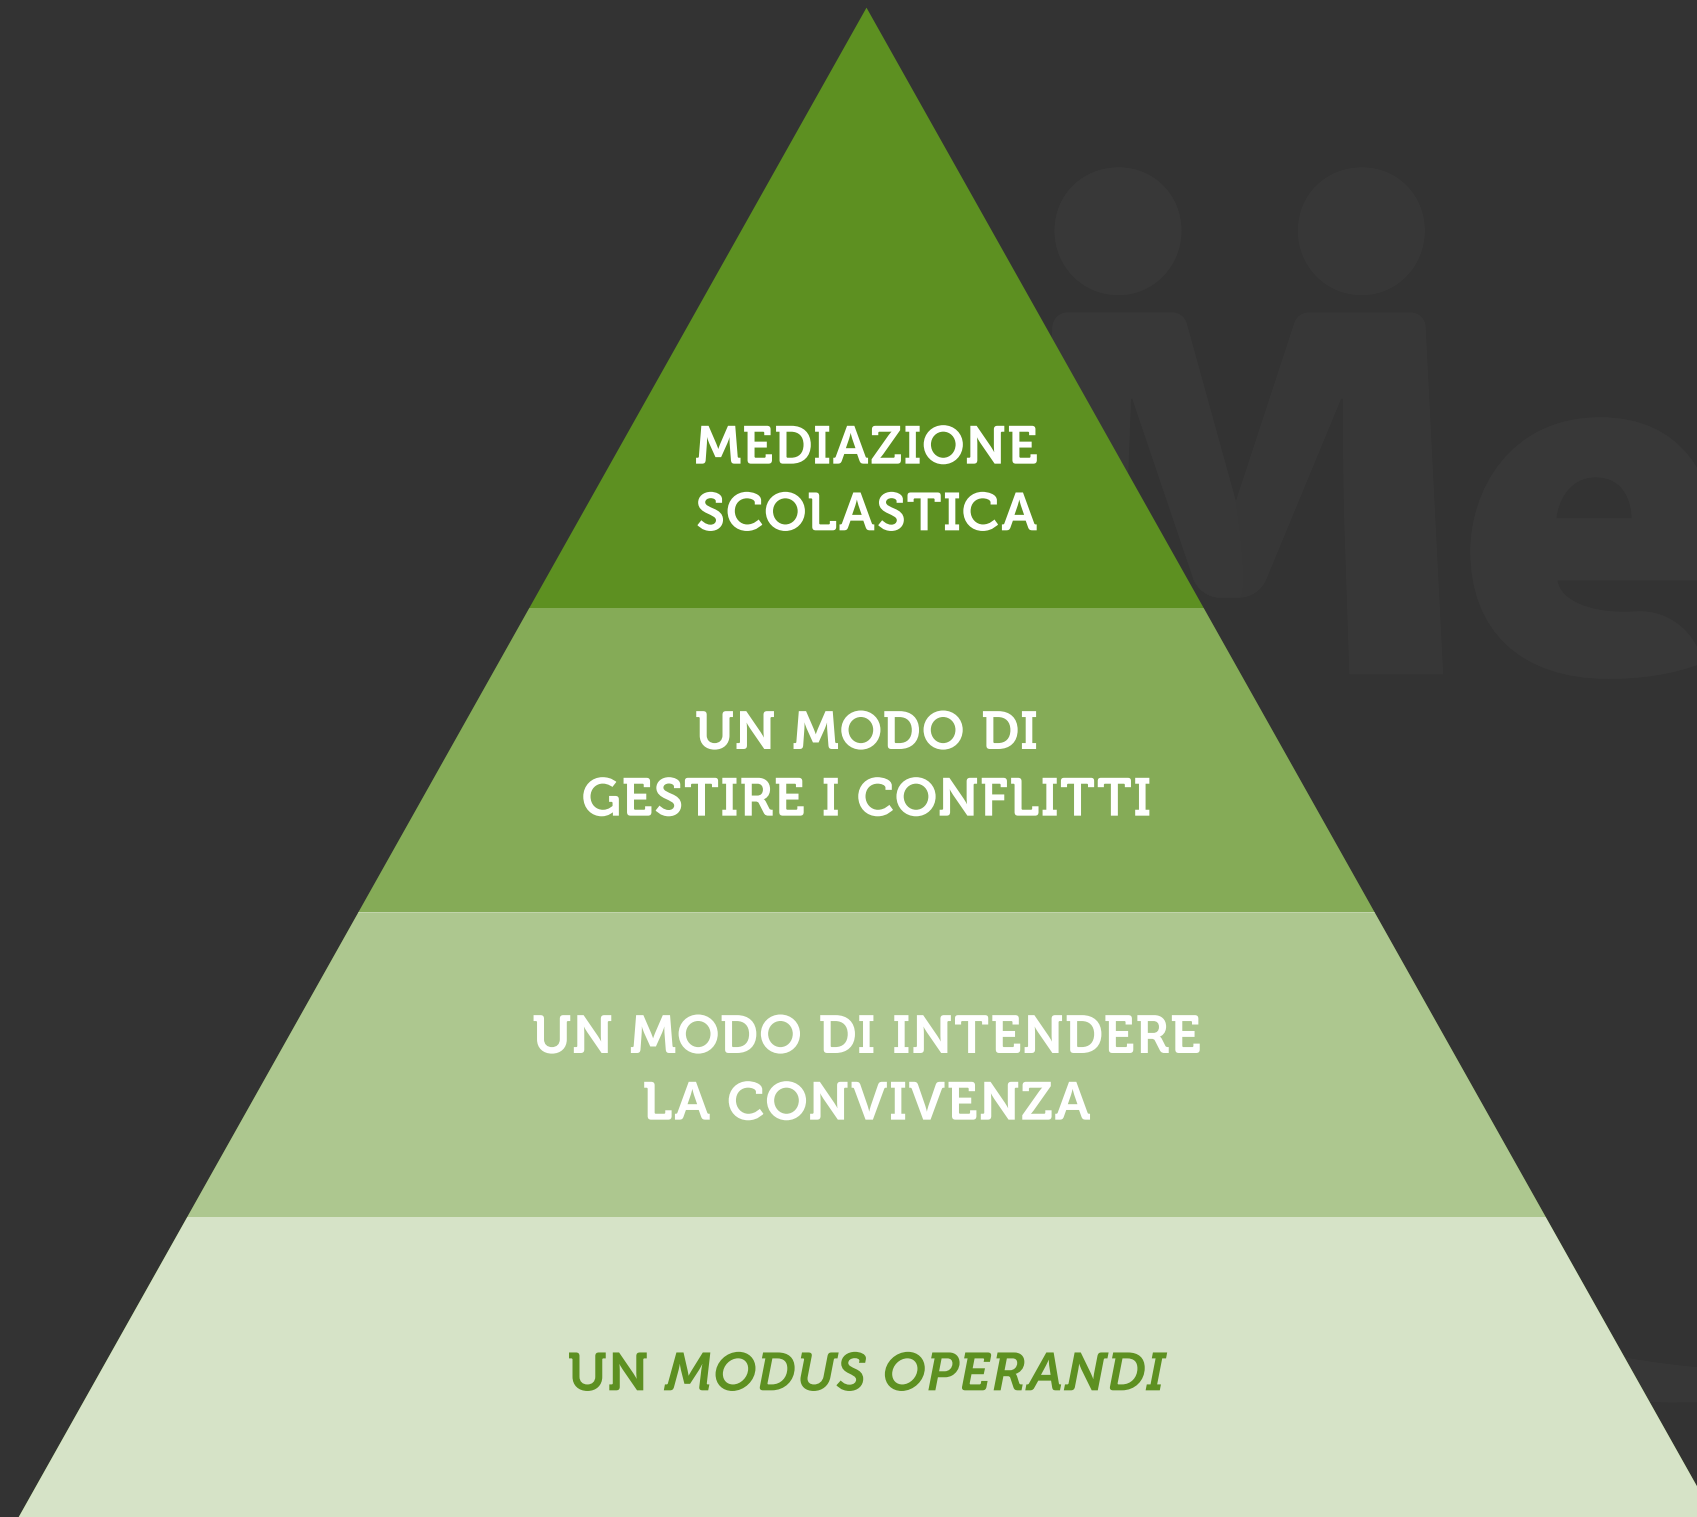 MEDIAZIONE
SCOLASTICA
UN MODO DI
GESTIRE I CONFLITTI
UN MODO DI INTENDERE
LA CONVIVENZA
UN MODUS OPERANDI